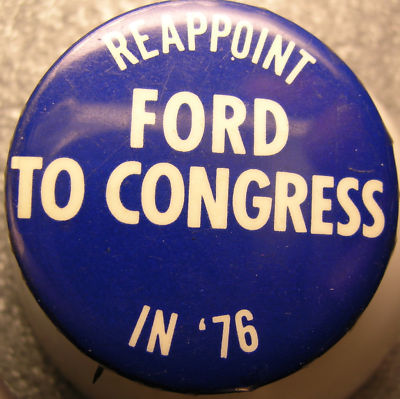 REAPPOINT
FORD
TO CONGRESS
IN '76